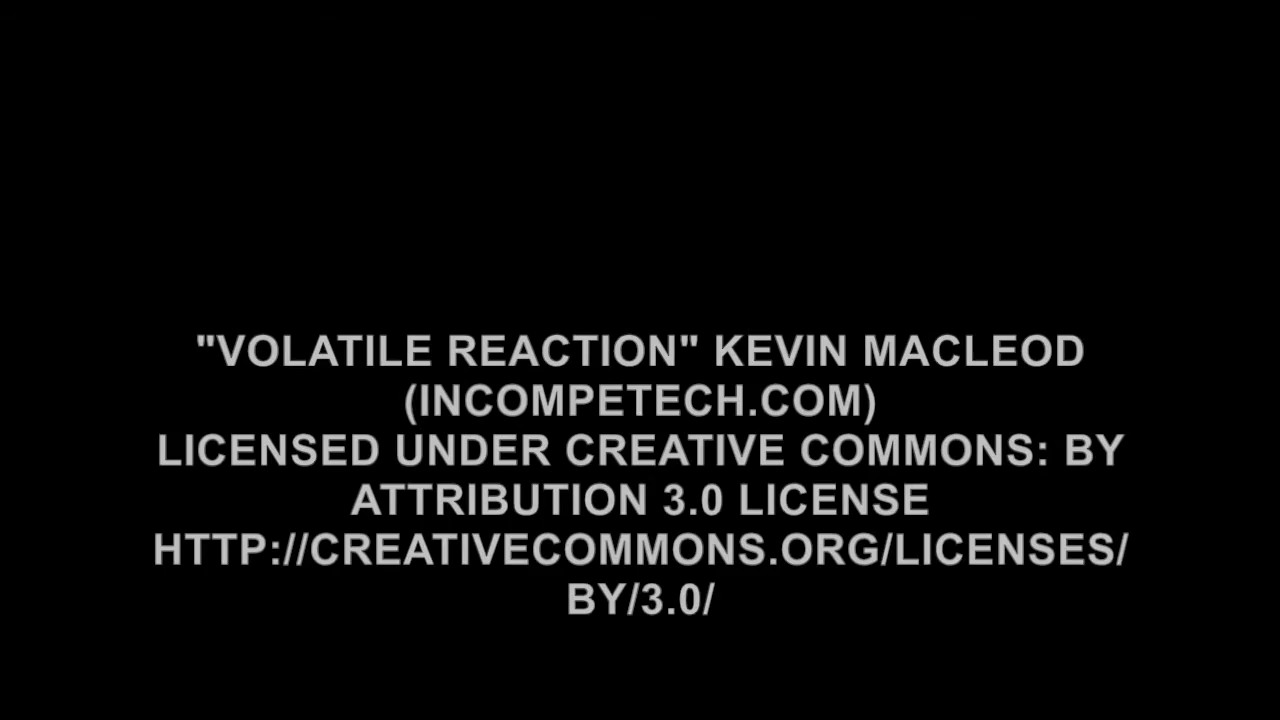 "VOLATILE REACTION" KEVIN MACLEOD
(INCOMPETECH.COM)
LICENSED UNDER CREATIVE COMMONS: BY
ATTRIBUTION 3.0 LICENSE
HTTP://CREATIVECOMMONS.ORG/LICENSES/
BY/3.0/